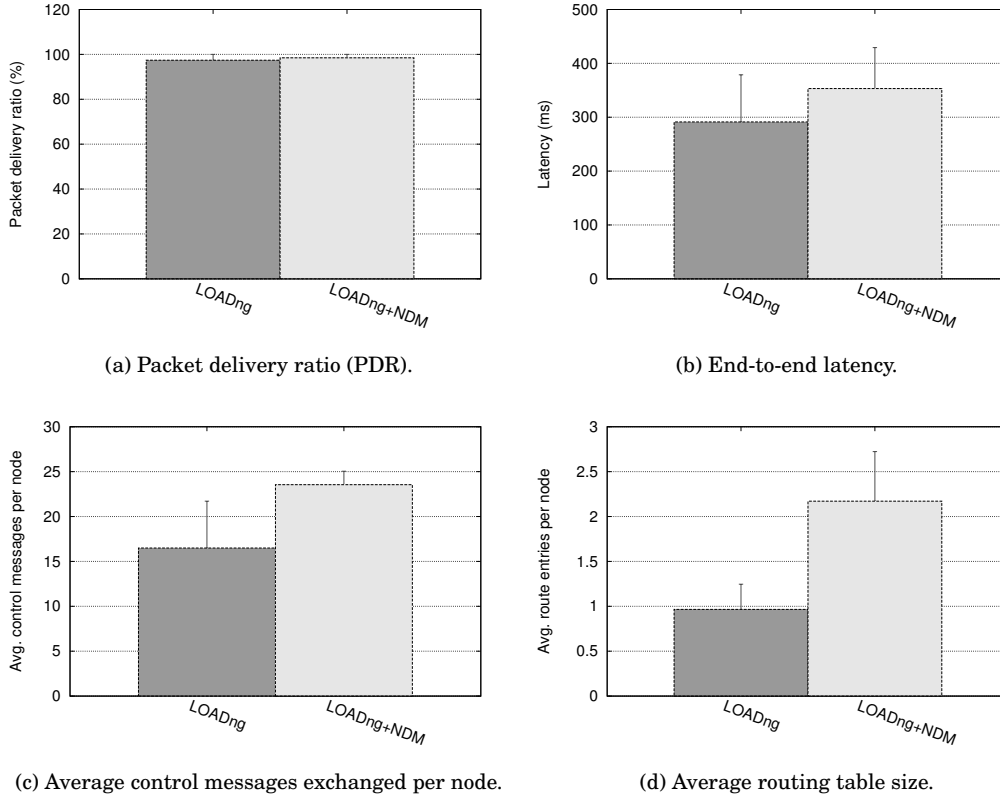 120
100
80
60
40
20
0
Packet delivery ratio (%)
LOADng
LOADng+NDM
(a) Packet delivery ratio (PDR).
500
400
300
200
100
0
Latency (ms)
LOADng
LOADng+NDM
(b) End-to-end latency.
30
25
20
15
10
5
0
Avg. control messages per node
LOADng
LOADng+NDM
(c) Average control messages exchanged per node.
3
2.5
2
1.5
1
0.5
0
Avg. route entries per node
LOADng
LOADng+NDM
(d) Average routing table size.